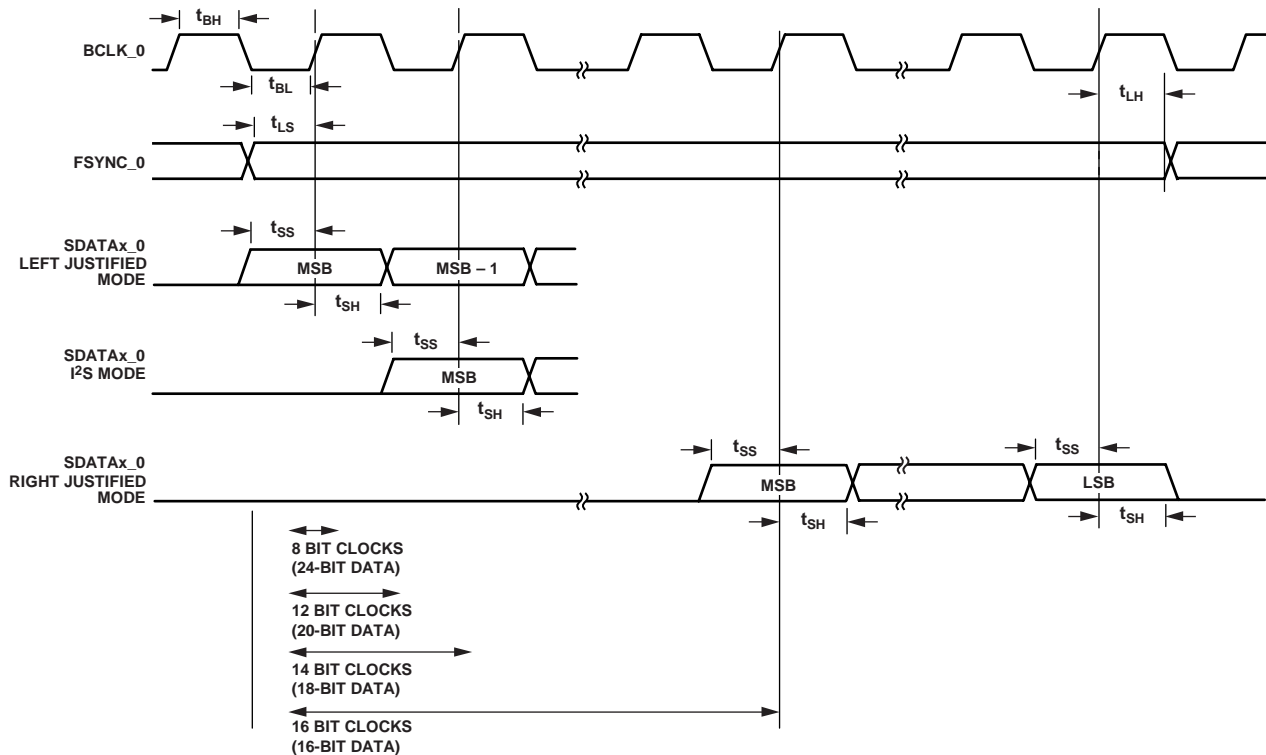 tBH
BCLK_0
tBL
tLH
tLS
FSYNC_0
tSS
SDATAx_0
LEFT JUSTIFIED
MODE
MSB
MSB – 1
tSH
tSS
SDATAx_0
I2S MODE
MSB
tSH
tSS
tSS
SDATAx_0
RIGHT JUSTIFIED
MODE
MSB
LSB
tSH
tSH
8 BIT CLOCKS
(24-BIT DATA)
12 BIT CLOCKS
(20-BIT DATA)
14 BIT CLOCKS
(18-BIT DATA)
16 BIT CLOCKS
(16-BIT DATA)